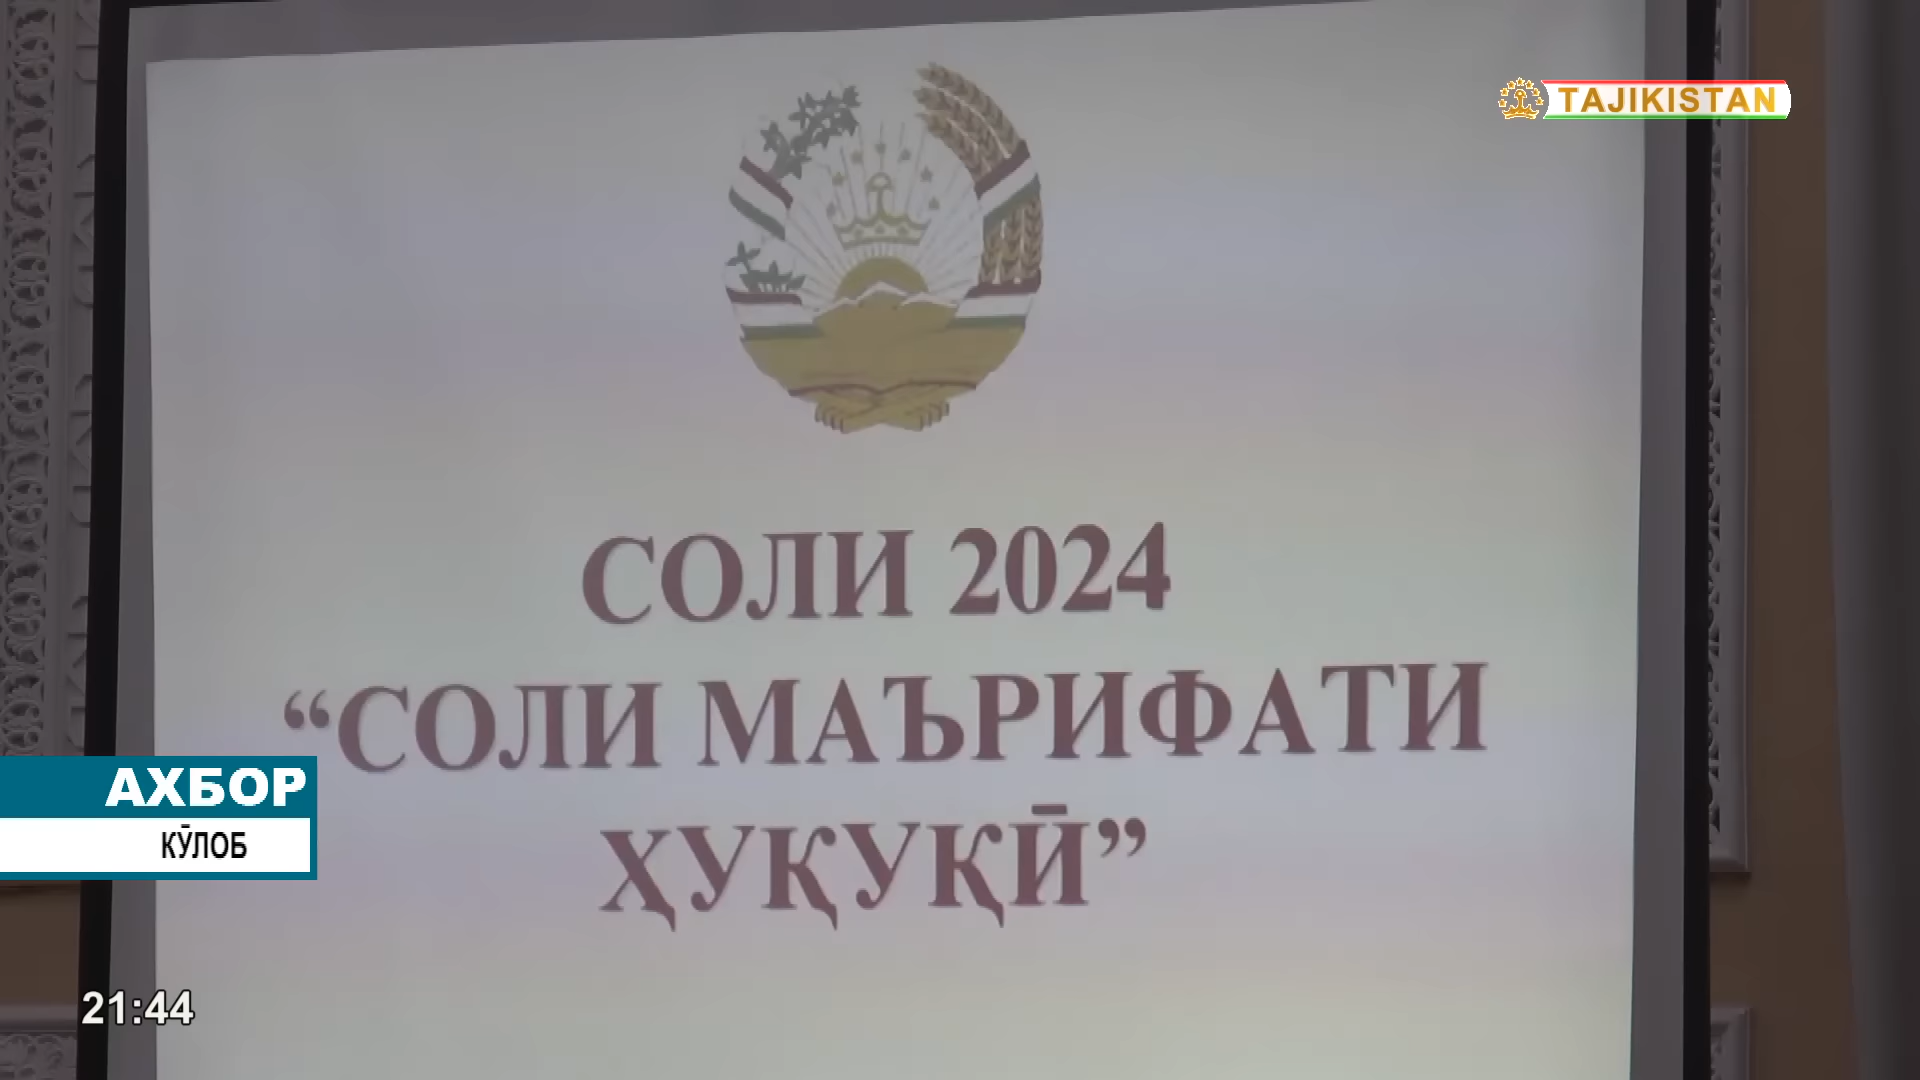 TAJIKISTAN
СОЛИ 2024
“СОЛИ МАЪРИФАТИ
ҲУҚУҚӢ”
АХБОР
КӮЛОБ
21:44